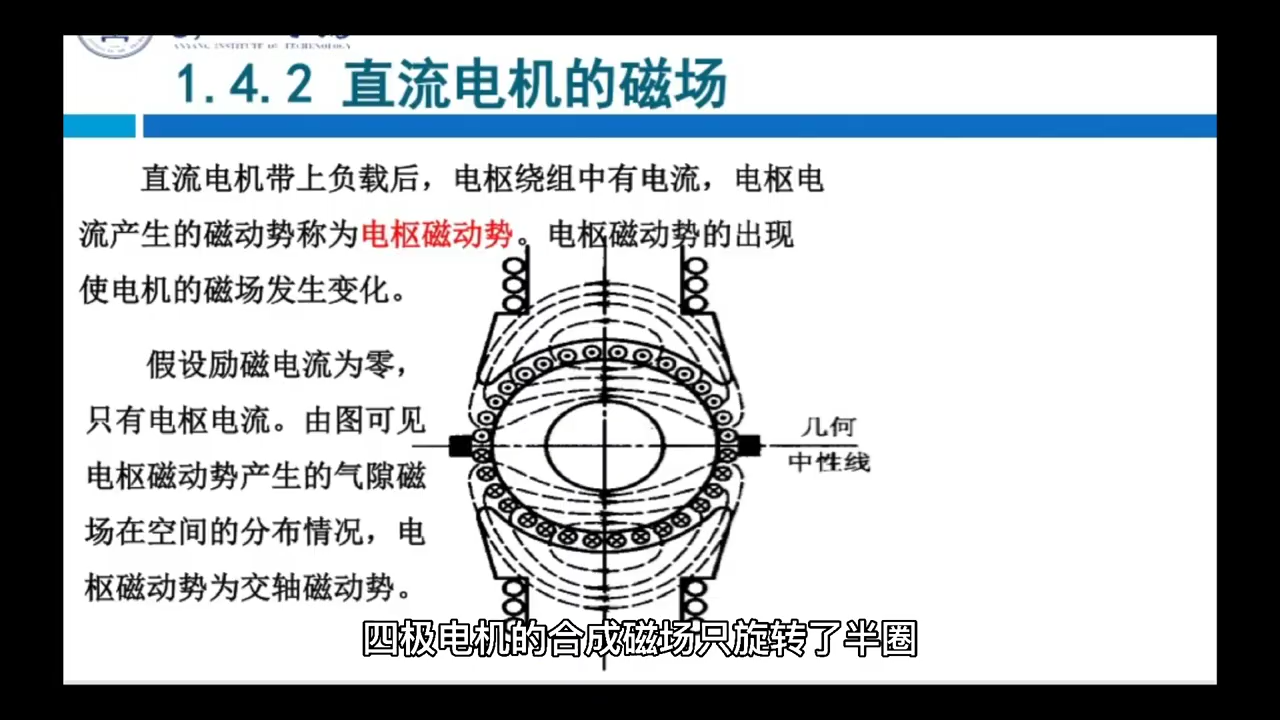 ANYANG INSTITUTE OF TECHNOLOGY
1.4.2 直流电机的磁场
直流电机带上负载后，电枢绕组中有电流，电枢电
流产生的磁动势称为电枢磁动势。电枢磁动势的出现
使电机的磁场发生变化。
假设励磁电流为零，
只有电枢电流。由图可见
电枢磁动势产生的气隙磁
场在空间的分布情况，电
枢磁动势为交轴磁动势。
几何
中性线
四极电机的合成磁场只旋转了半圈